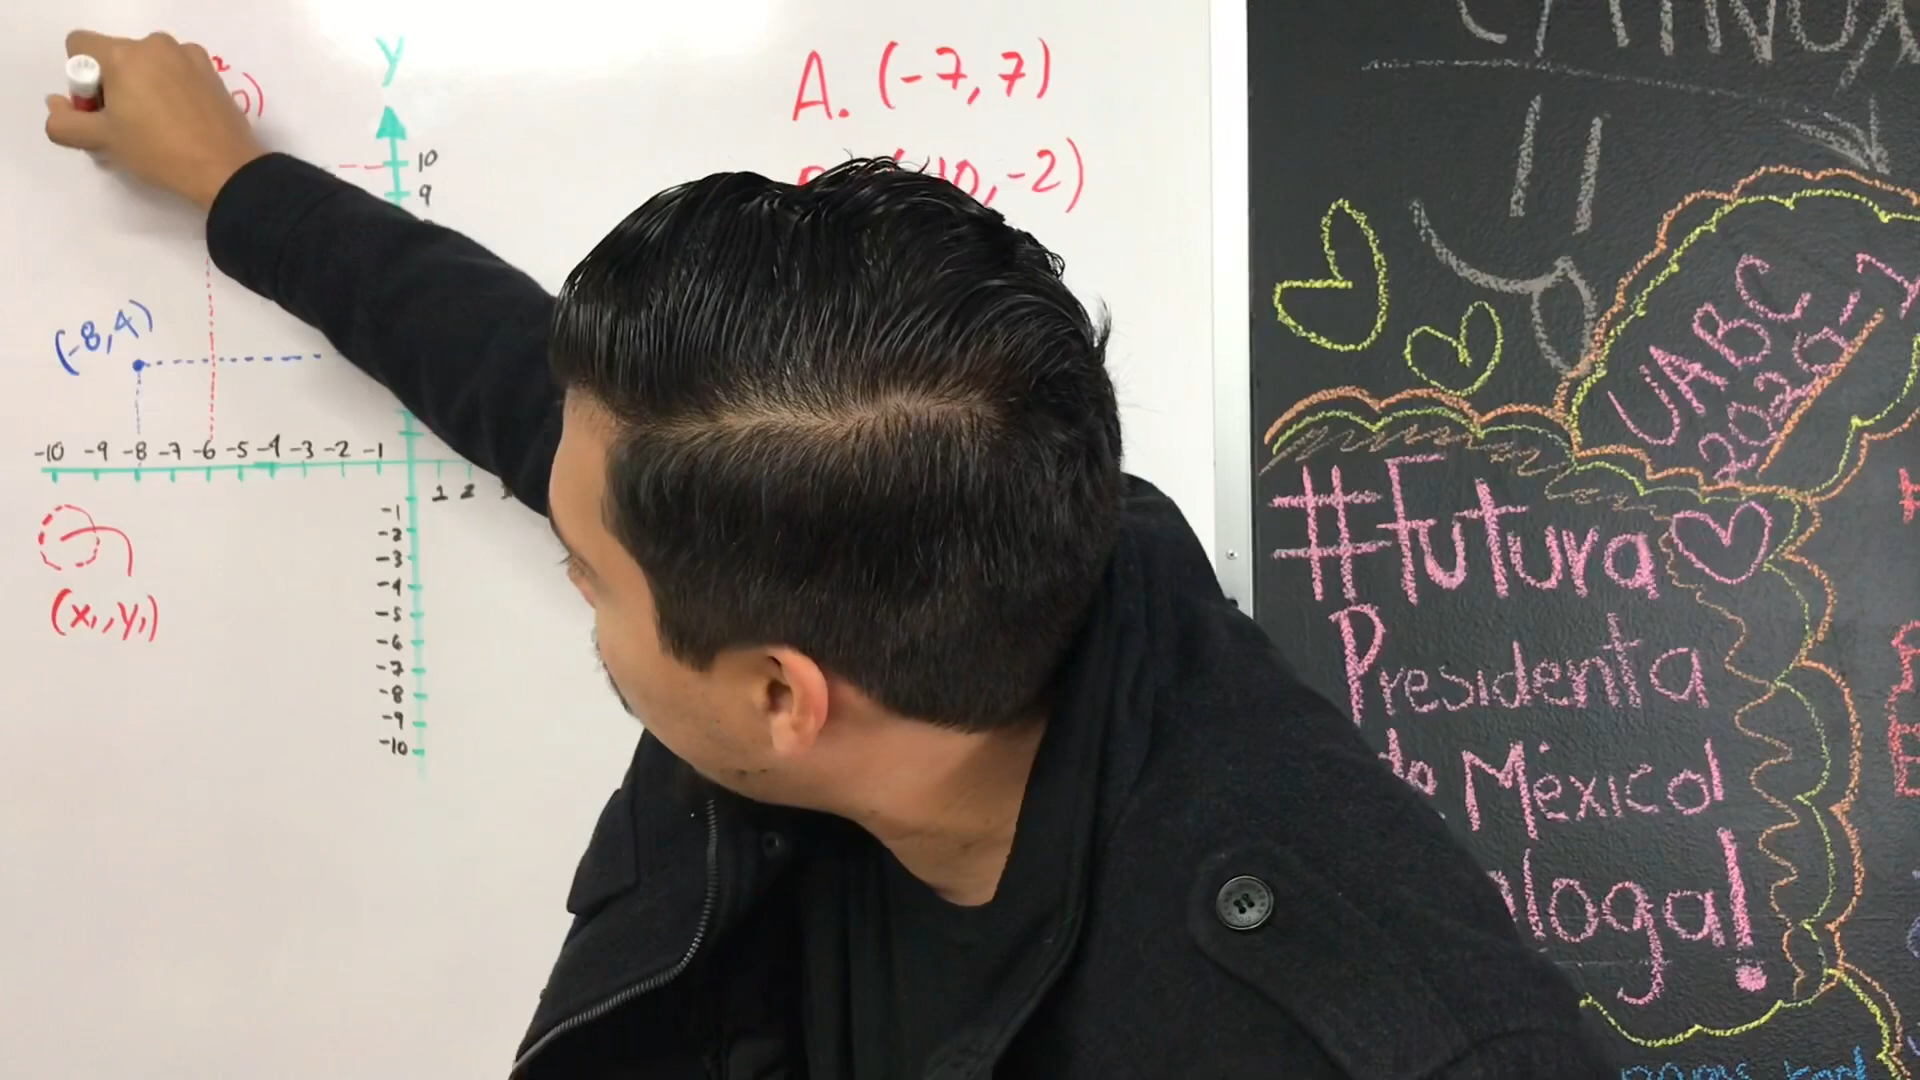 Y
A. (-7, 7)
10
9
10, -2)
(-8, 4)
-10 -9 -8 -7 -6 -5 -4 -3 -2 -1
1 2
-1
-2
-3
-4
-5
-6
-7
-8
-9
-10
(x₁, y₁)
UABC
#Futura
Presidenta
de México